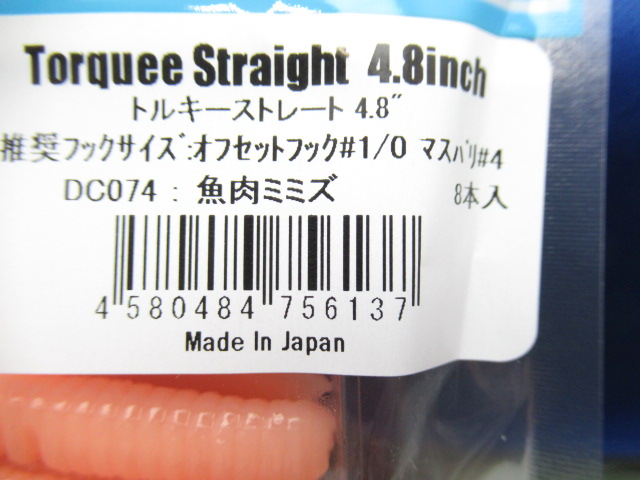 Torquee Straight 4.8inch
トルキーストレート 4.8"
推奨フックサイズ:オフセットフック#1/0 マスバリ#4
DC074 : 魚肉ミミズ 8本入
4 580484 756137
Made In Japan